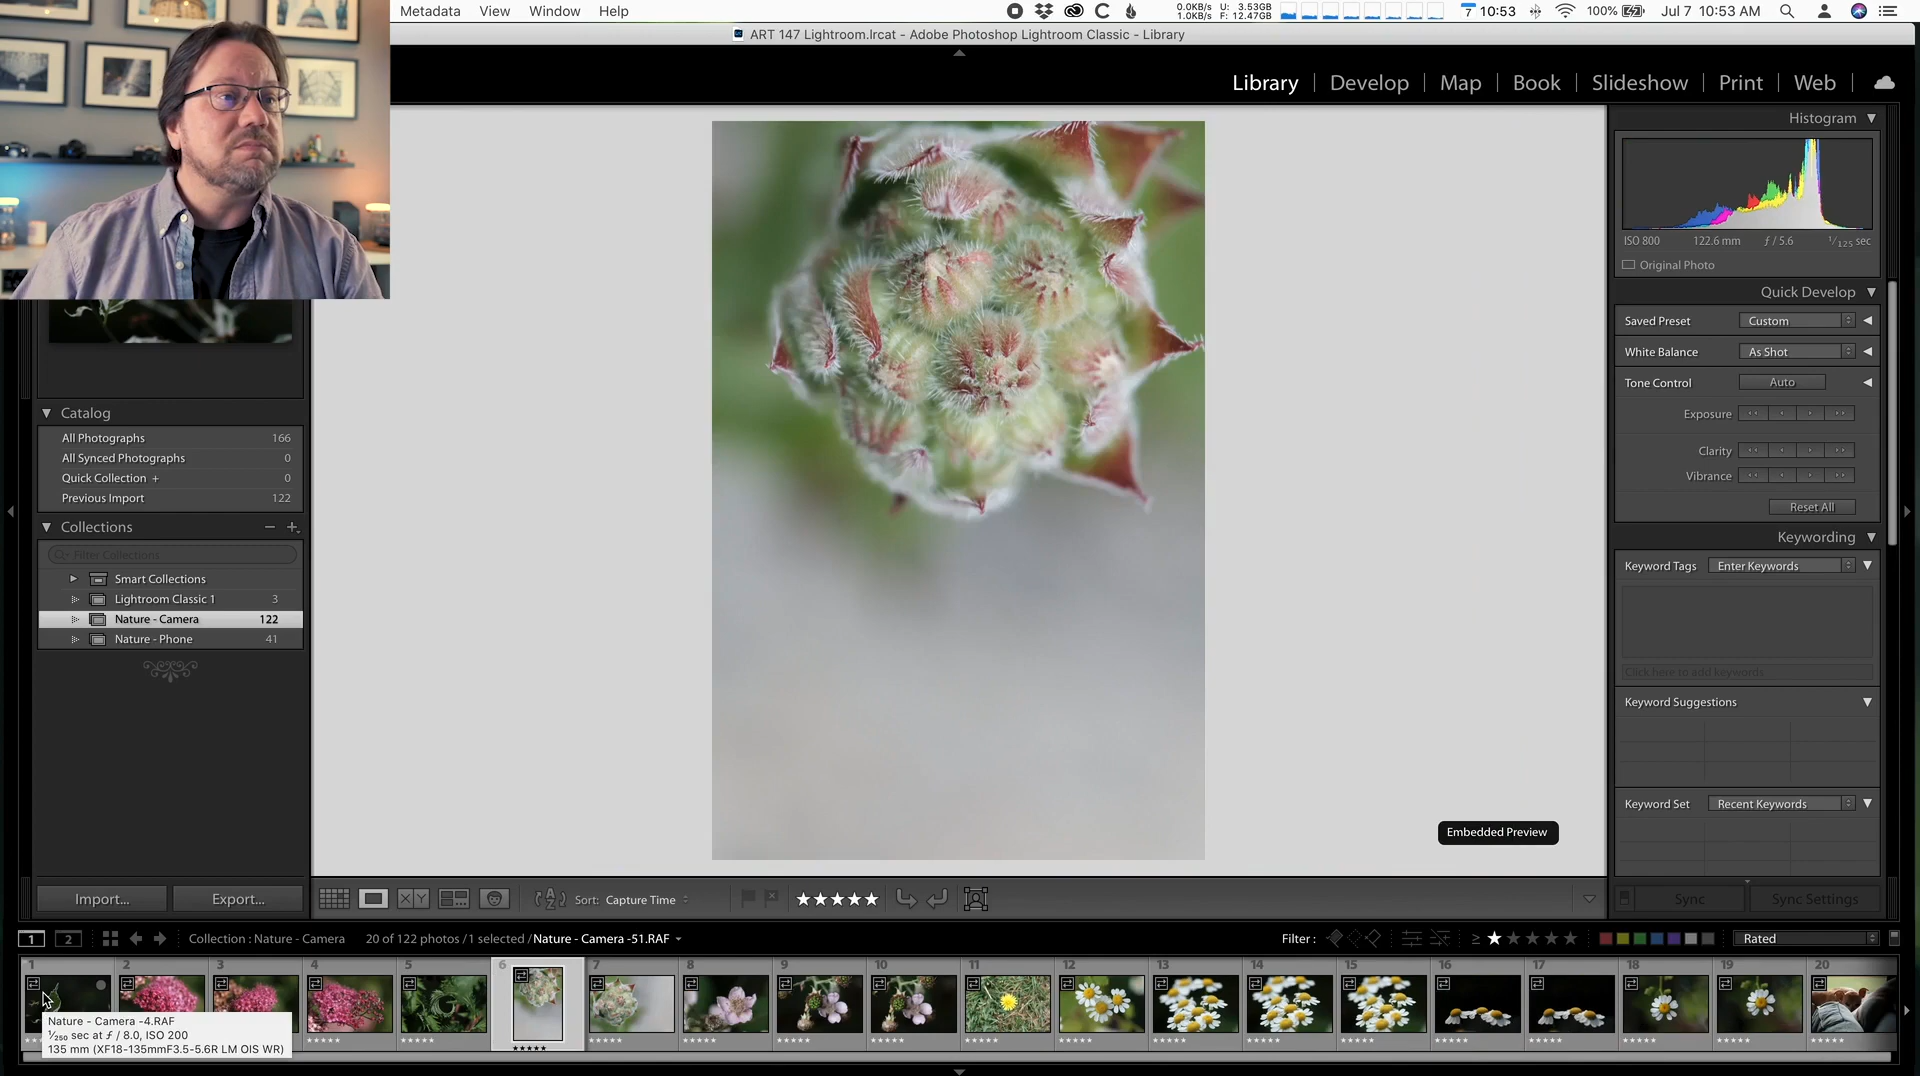 Metadata View Window Help
0.0KB/s U: 3.53GB
1.0KB/s F: 12.47GB
7 10:53 100% Jul 7 10:53 AM
ART 147 Lightroom.lrcat - Adobe Photoshop Lightroom Classic - Library
Library | Develop | Map | Book | Slideshow | Print | Web |
Histogram
ISO 800 122.6 mm ƒ / 5.6 ¹/₁₂₅ sec
Original Photo
Quick Develop
Saved Preset Custom
White Balance As Shot
Tone Control Auto
Exposure
Clarity
Vibrance
Reset All
Keywording
Keyword Tags Enter Keywords
Click here to add keywords
Keyword Suggestions
Keyword Set Recent Keywords
Sync Sync Settings
Catalog
All Photographs 166
All Synced Photographs 0
Quick Collection + 0
Previous Import 122
Collections
Filter Collections
Smart Collections
Lightroom Classic 1 3
Nature - Camera 122
Nature - Phone 41
Import... Export...
Embedded Preview
XY Sort: Capture Time
1 2 Collection : Nature - Camera 20 of 122 photos / 1 selected / Nature - Camera -51.RAF
Filter : ≥ Rated
1 2 3 4 5 6 7 8 9 10 11 12 13 14 15 16 17 18 19 20
Nature - Camera -4.RAF
¹/₂₅₀ sec at ƒ / 8.0, ISO 200
135 mm (XF18-135mmF3.5-5.6R LM OIS WR)